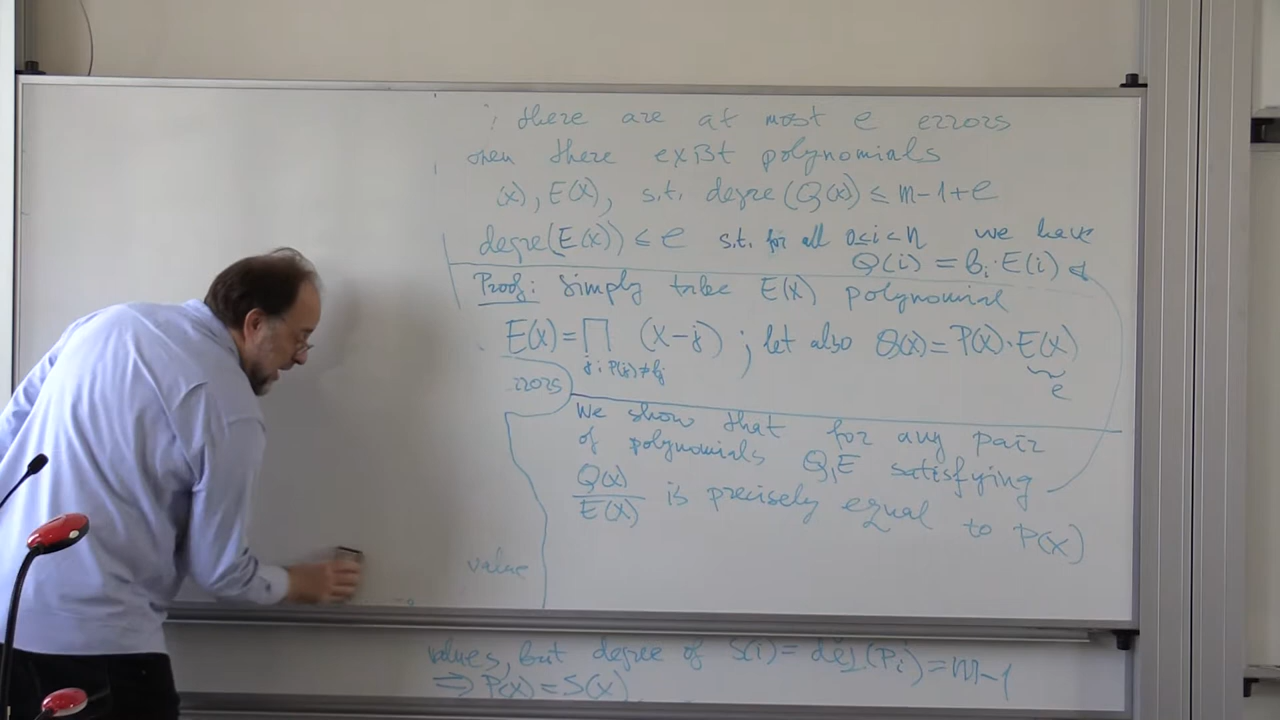 ; there are at most e errors
then there exist polynomials
(x), E(X), s.t. degree(Q(x)) ≤ m-1+e
degree(E(x)) ≤ e s.t. for all 0≤i<n we have
Q(i) = b_i·E(i)
Proof: simply take E(X) polynomial
E(X)=∏ (X-j) ; let also Q(x)=P(X)·E(X)
j: P(j)≠b_j
e
rrors
We show that for any pair
of polynomials Q,E satisfying
Q(x)
E(X) is precisely equal to P(X)
value
values, but degree of S(i) = deg(P_i) = m-1
⇒ P(X)=S(X)